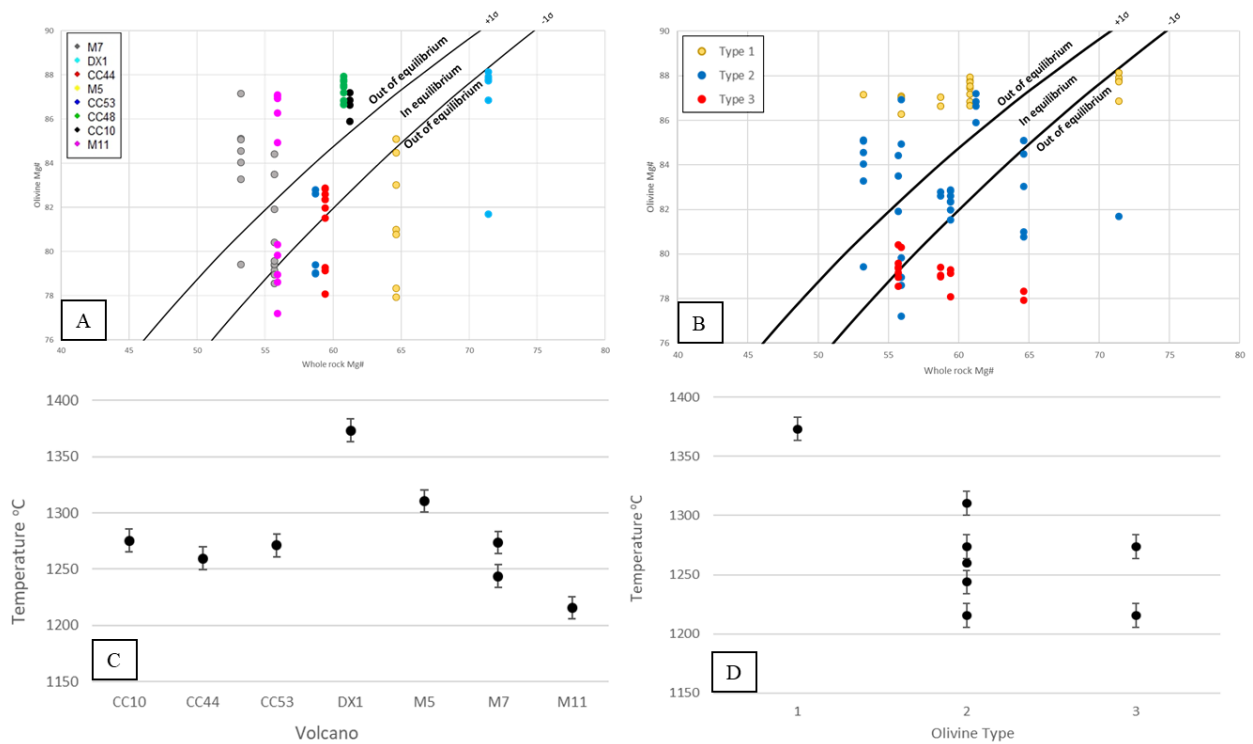 +1σ
-1σ
90
88
86
84
82
80
78
76
Olivine Mg#
M7
DX1
CC44
M5
CC53
CC48
CC10
M11
Out of equilibrium
In equilibrium
Out of equilibrium
A
40
45
50
55
60
65
70
75
80
Whole rock Mg#
+1σ
-1σ
90
88
86
84
82
80
78
76
Olivine Mg#
Type 1
Type 2
Type 3
Out of equilibrium
In equilibrium
Out of equilibrium
B
40
45
50
55
60
65
70
75
80
Whole rock Mg#
1400
1350
1300
1250
1200
1150
Temperature °C
C
CC10
CC44
CC53
DX1
M5
M7
M11
Volcano
1400
1350
1300
1250
1200
1150
Temperature °C
D
1
2
3
Olivine Type